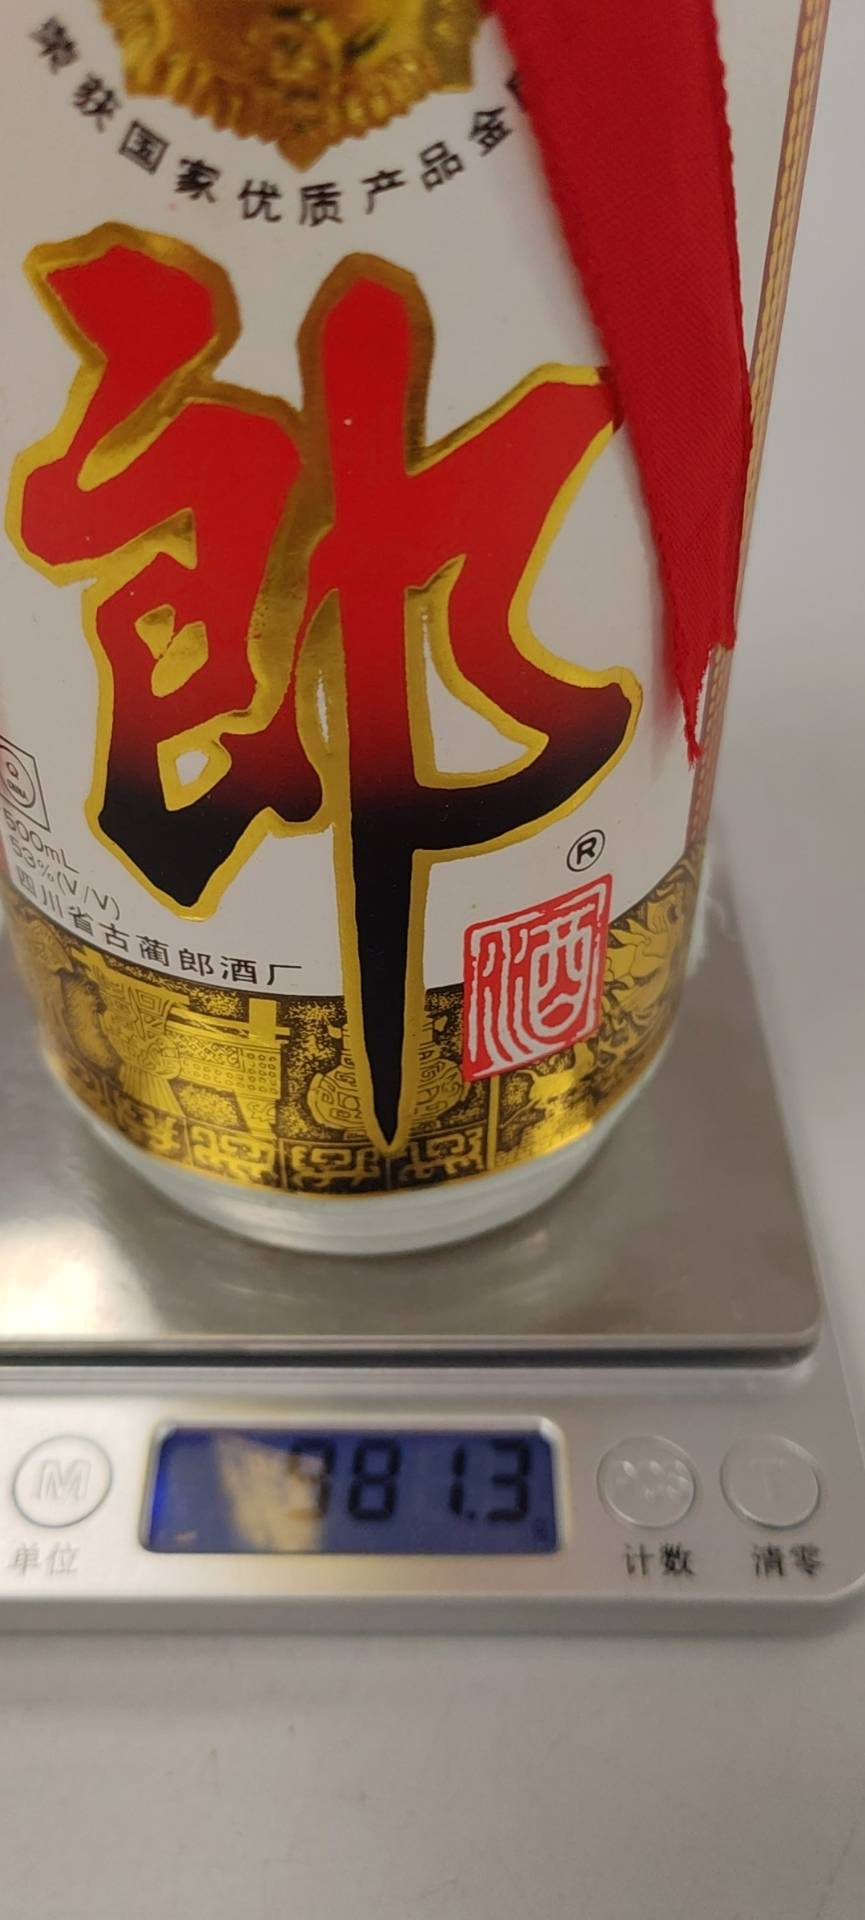 荣获国家优质产品金
郎
®
酒
500mL
53%(V/V)
四川省古蔺郎酒厂
981.3
M
T
单位
计数
清零